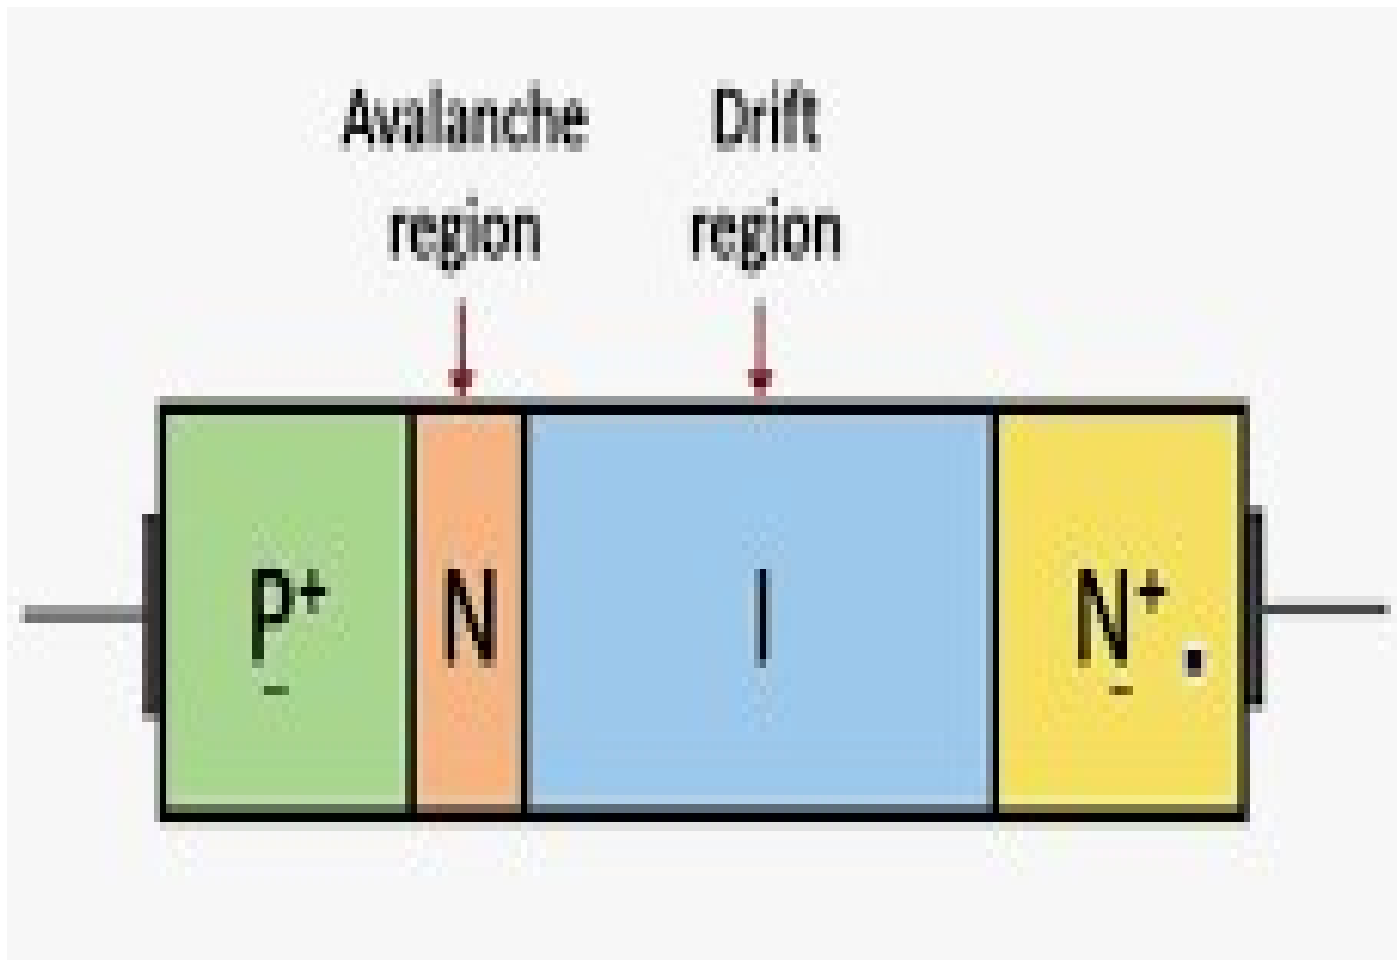 Avalanche Drift
region region
P⁺ N I N⁺